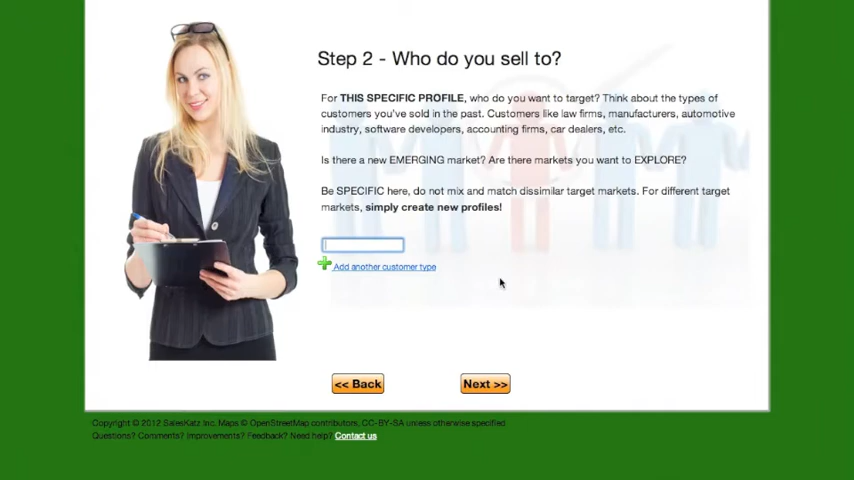 Step 2 - Who do you sell to?
For THIS SPECIFIC PROFILE, who do you want to target? Think about the types of
customers you've sold in the past. Customers like law firms, manufacturers, automotive
industry, software developers, accounting firms, car dealers, etc.
Is there a new EMERGING market? Are there markets you want to EXPLORE?
Be SPECIFIC here, do not mix and match dissimilar target markets. For different target
markets, simply create new profiles!
Add another customer type
<< Back
Next >>
Copyright © 2012 SalesKatz Inc. Maps © OpenStreetMap contributors, CC-BY-SA unless otherwise specified
Questions? Comments? Improvements? Feedback? Need help? Contact us